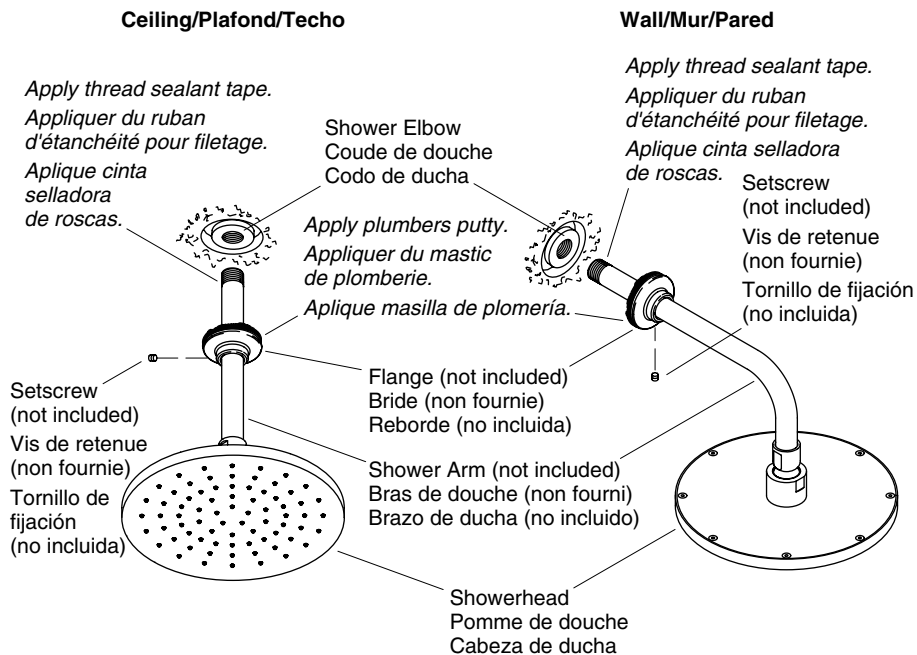 Ceiling/Plafond/Techo
Wall/Mur/Pared
Apply thread sealant tape.
Appliquer du ruban
d'étanchéité pour filetage.
Aplique cinta
selladora
de roscas.
Shower Elbow
Coude de douche
Codo de ducha
Apply thread sealant tape.
Appliquer du ruban
d'étanchéité pour filetage.
Aplique cinta selladora
de roscas.
Apply plumbers putty.
Appliquer du mastic
de plomberie.
Aplique masilla de plomería.
Setscrew
(not included)
Vis de retenue
(non fournie)
Tornillo de fijación
(no incluida)
Setscrew
(not included)
Vis de retenue
(non fournie)
Tornillo de
fijación
(no incluida)
Flange (not included)
Bride (non fournie)
Reborde (no incluida)
Shower Arm (not included)
Bras de douche (non fourni)
Brazo de ducha (no incluido)
Showerhead
Pomme de douche
Cabeza de ducha